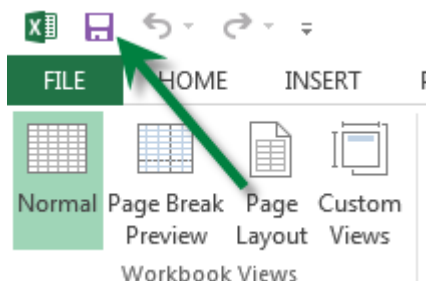 FILE HOME INSERT
Normal Page Break Page Custom
Preview Layout Views
Workbook Views